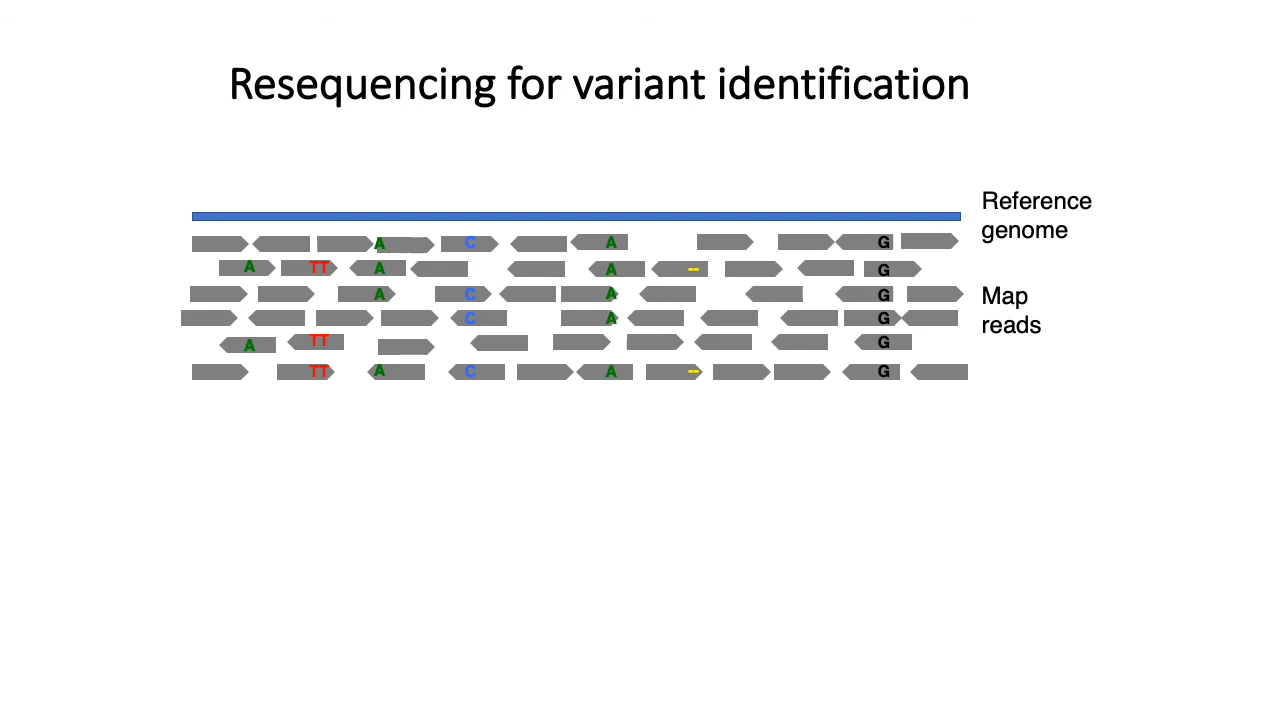 Resequencing for variant identification
Reference
genome
A C A G
A TT A A -- G
Map
reads
A C A G
C A G
A TT G
TT A C A -- G